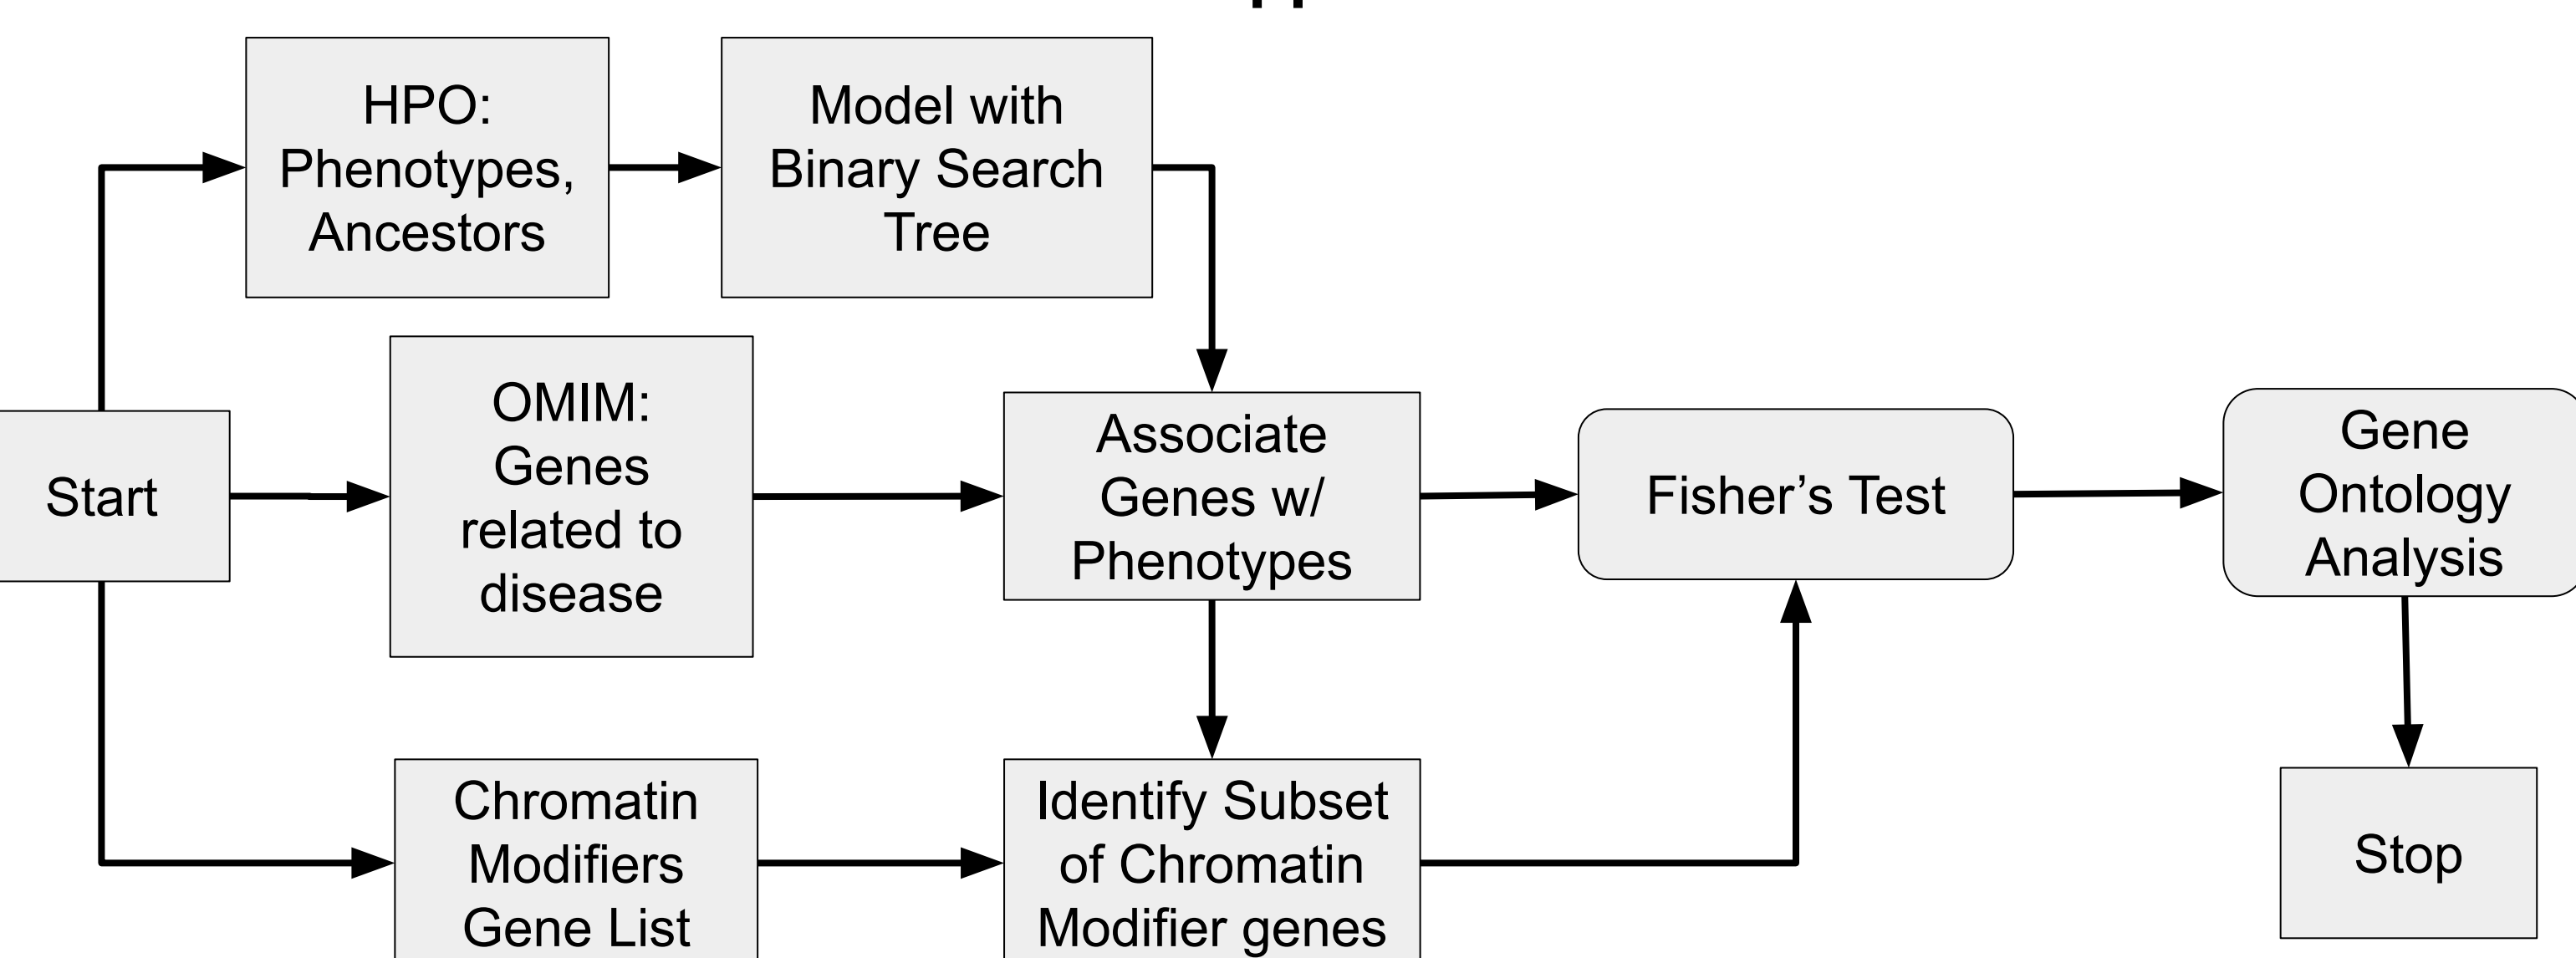 HPO:
Phenotypes,
Ancestors
Model with
Binary Search
Tree
Start
OMIM:
Genes
related to
disease
Associate
Genes w/
Phenotypes
Fisher’s Test
Gene
Ontology
Analysis
Chromatin
Modifiers
Gene List
Identify Subset
of Chromatin
Modifier genes
Stop